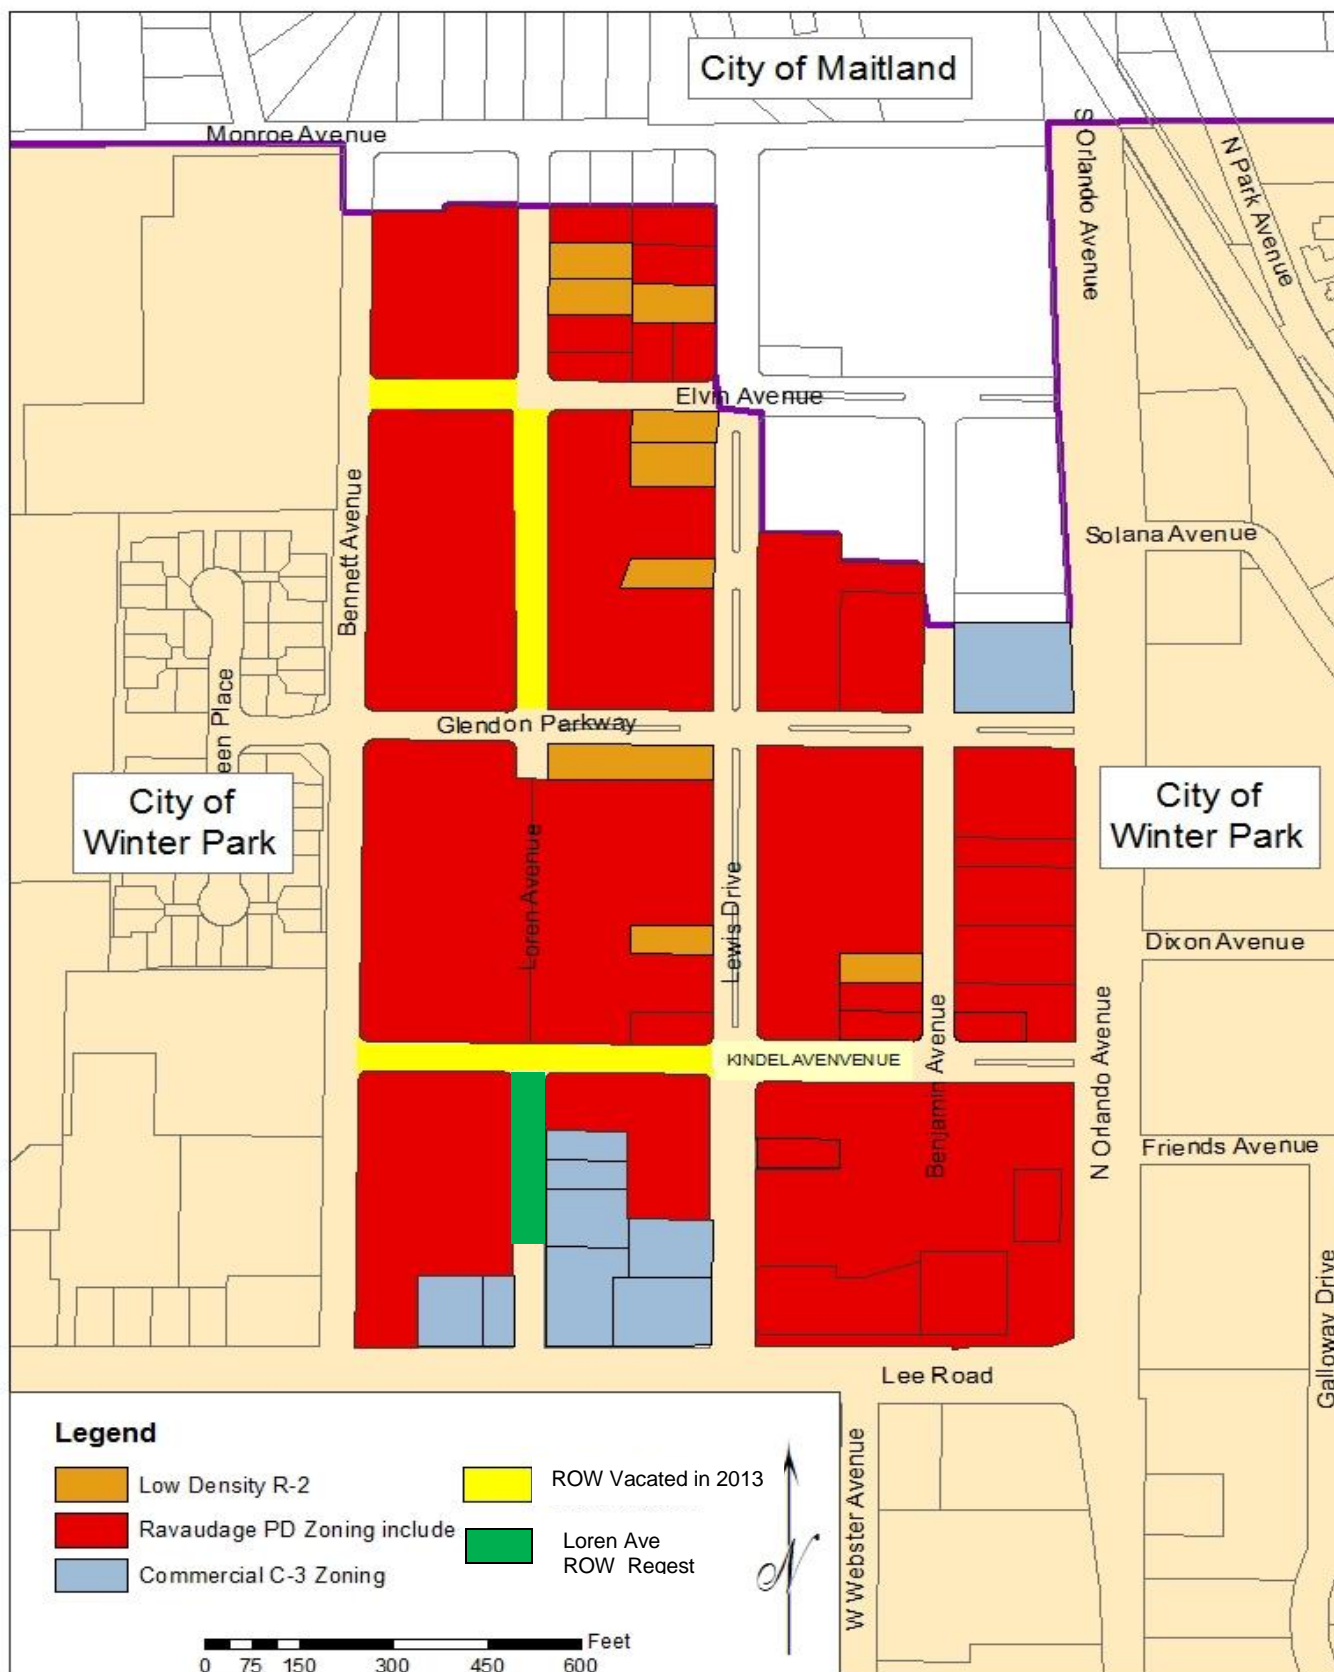 City of Maitland
Monroe Avenue
S Orlando Avenue
N Park Avenue
Elvin Avenue
Bennett Avenue
Solana Avenue
een Place
Glendon Parkway
City of
Winter Park
City of
Winter Park
Loren Avenue
Lewis Drive
Dixon Avenue
N Orlando Avenue
Benjamin Avenue
KINDELAVENVENUE
Friends Avenue
Galloway Drive
Lee Road
W Webster Avenue
Legend
Low Density R-2
Ravaudage PD Zoning include
Commercial C-3 Zoning
ROW Vacated in 2013
Loren Ave
ROW Reqest
N
Feet
0 75 150 300 450 600